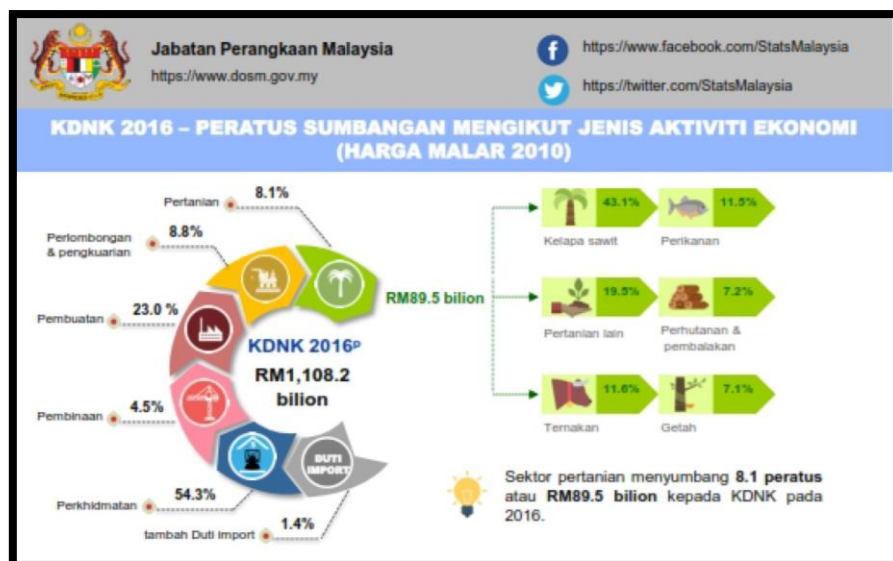 Jabatan Perangkaan Malaysia
https://www.dosm.gov.my
https://www.facebook.com/StatsMalaysia
https://twitter.com/StatsMalaysia
KDNK 2016 – PERATUS SUMBANGAN MENGIKUT JENIS AKTIVITI EKONOMI
(HARGA MALAR 2010)
Pertanian
8.1%
Perlombongan
& pengkuarian
8.8%
Pembuatan
23.0 %
Pembinaan
4.5%
Perkhidmatan
54.3%
tambah Duti import
1.4%
DUTI
IMPORT
KDNK 2016ᵖ
RM1,108.2
bilion
RM89.5 bilion
43.1%
Kelapa sawit
11.5%
Perikanan
19.5%
Pertanian lain
7.2%
Perhutanan &
pembalakan
11.6%
Ternakan
7.1%
Getah
Sektor pertanian menyumbang 8.1 peratus
atau RM89.5 bilion kepada KDNK pada
2016.